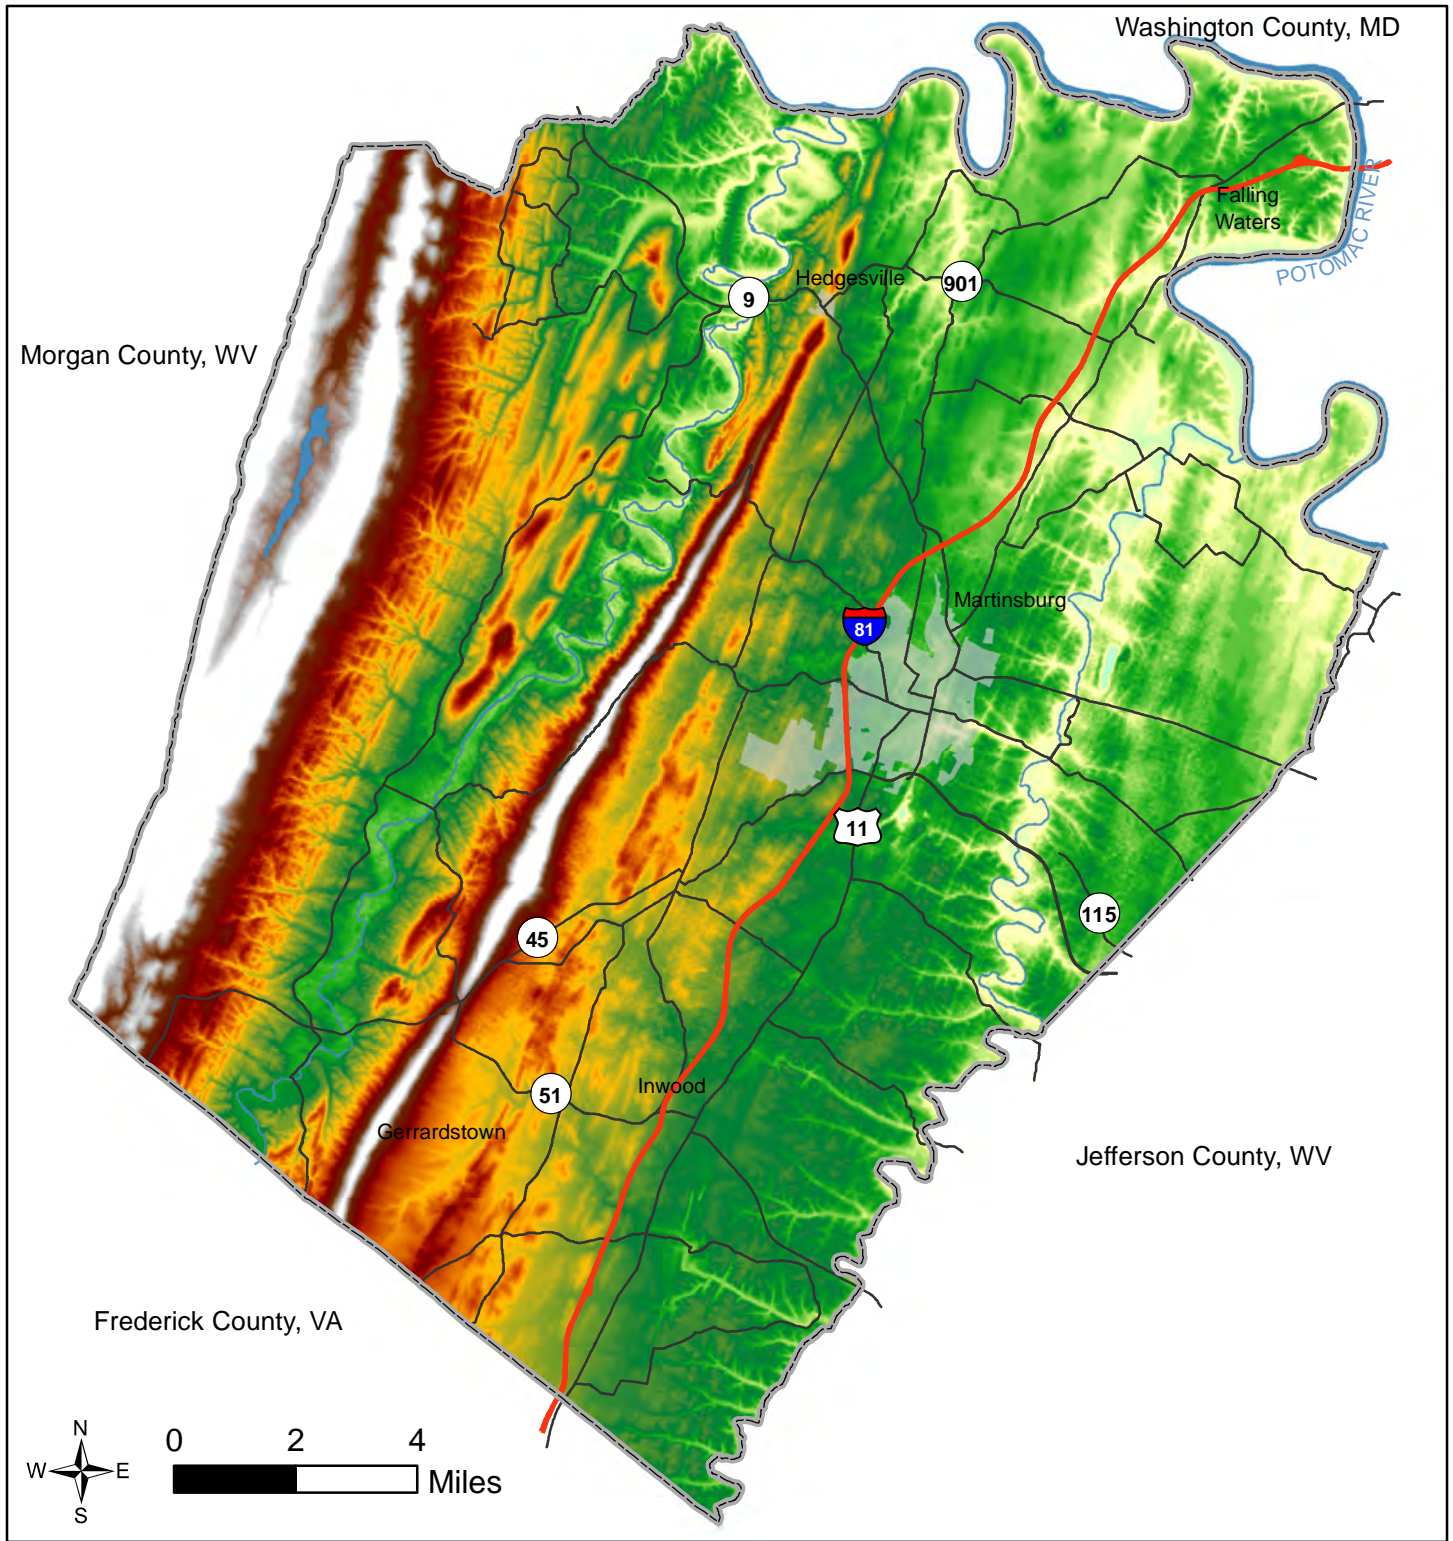 Washington County, MD
Falling
Waters
POTOMAC RIVER
Hedgesville
901
9
Morgan County, WV
Martinsburg
81
11
115
45
Inwood
51
Gerrardstown
Jefferson County, WV
Frederick County, VA
N
W E
S
0 2 4
Miles